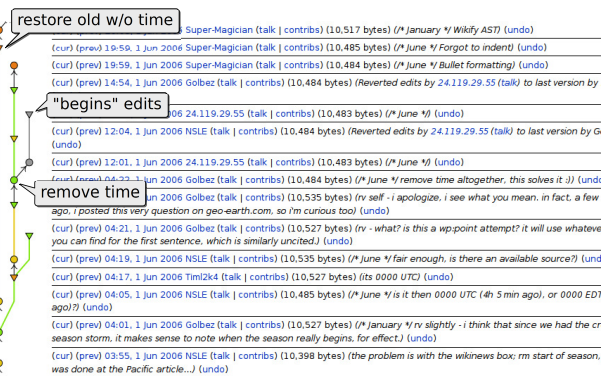 restore old w/o time
Super-Magician (talk | contribs) (10,517 bytes) (/* January */ Wikify AST) (undo)
(cur) (prev) 19:59, 1 Jun 2006 Super-Magician (talk | contribs) (10,485 bytes) (/* June */ Forgot to indent) (undo)
(cur) (prev) 19:59, 1 Jun 2006 Super-Magician (talk | contribs) (10,484 bytes) (/* June */ Bullet formatting) (undo)
(cur) (prev) 14:54, 1 Jun 2006 Golbez (talk | contribs) (10,484 bytes) (Reverted edits by 24.119.29.55 (talk) to last version by
"begins" edits
2006 24.119.29.55 (talk | contribs) (10,483 bytes) (/* June */) (undo)
(cur) (prev) 12:04, 1 Jun 2006 NSLE (talk | contribs) (10,484 bytes) (Reverted edits by 24.119.29.55 (talk) to last version by
(undo)
(cur) (prev) 12:01, 1 Jun 2006 24.119.29.55 (talk | contribs) (10,483 bytes) (/* June */) (undo)
(cur) (prev) 04:22, 1 Jun 2006 Golbez (talk | contribs) (10,484 bytes) (/* June */ remove time altogether, this solves it :)) (undo)
remove time
2006 Golbez (talk | contribs) (10,535 bytes) (rv self - i apologize, i see what you mean. in fact, a few
ago, i posted this very question on geo-earth.com, so i'm curious too) (undo)
(cur) (prev) 04:21, 1 Jun 2006 Golbez (talk | contribs) (10,527 bytes) (rv - what? is this a wp:point attempt? it will use whateve
you can find for the first sentence, which is similarly uncited.) (undo)
(cur) (prev) 04:19, 1 Jun 2006 NSLE (talk | contribs) (10,535 bytes) (/* June */ fair enough, is there an available source?) (und
(cur) (prev) 04:17, 1 Jun 2006 Timl2k4 (talk | contribs) (10,527 bytes) (its 0000 UTC) (undo)
(cur) (prev) 04:05, 1 Jun 2006 NSLE (talk | contribs) (10,485 bytes) (/* June */ is it then 0000 UTC (4h 5 min ago), or 0000 EDT
ago)?) (undo)
(cur) (prev) 04:01, 1 Jun 2006 Golbez (talk | contribs) (10,527 bytes) (/* January */ rv slightly - i think that since we had the cr
season storm, it makes sense to note when the season really begins, for effect.) (undo)
(cur) (prev) 03:55, 1 Jun 2006 NSLE (talk | contribs) (10,398 bytes) (the problem is with the wikinews box; rm start of season,
was done at the Pacific article...) (undo)